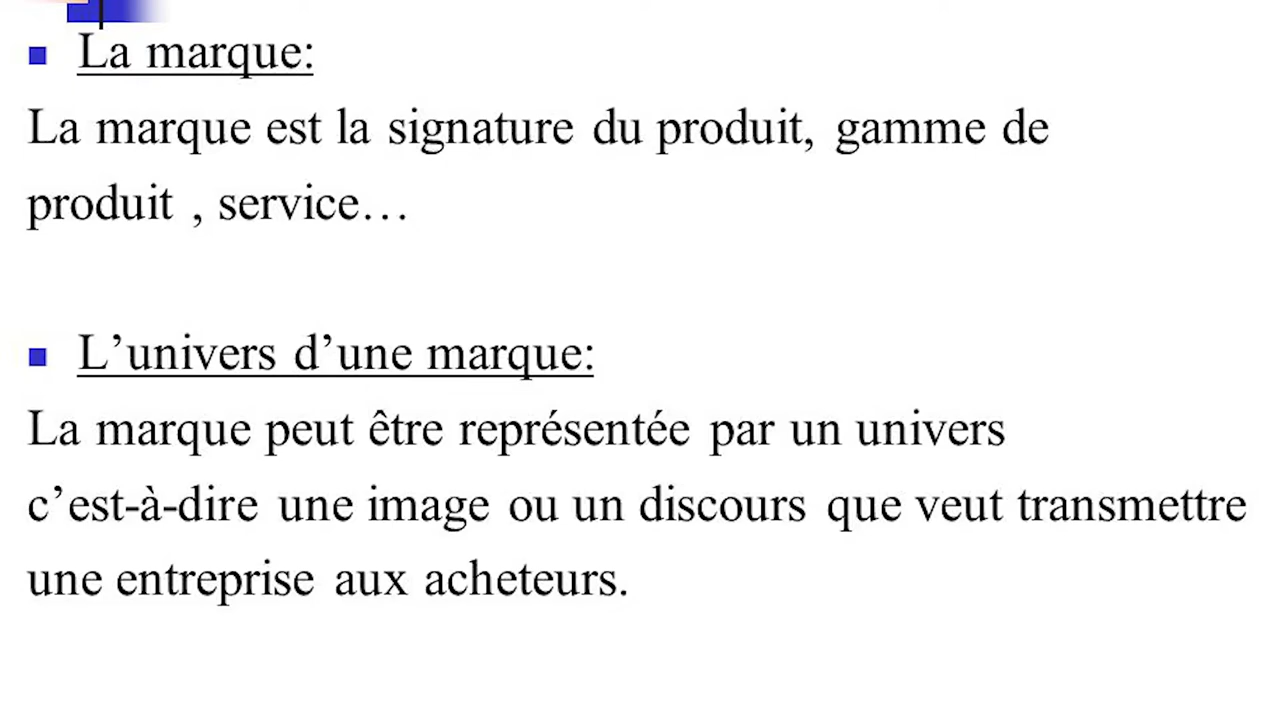 La marque:
La marque est la signature du produit, gamme de
produit , service…
L’univers d’une marque:
La marque peut être représentée par un univers
c’est-à-dire une image ou un discours que veut transmettre
une entreprise aux acheteurs.